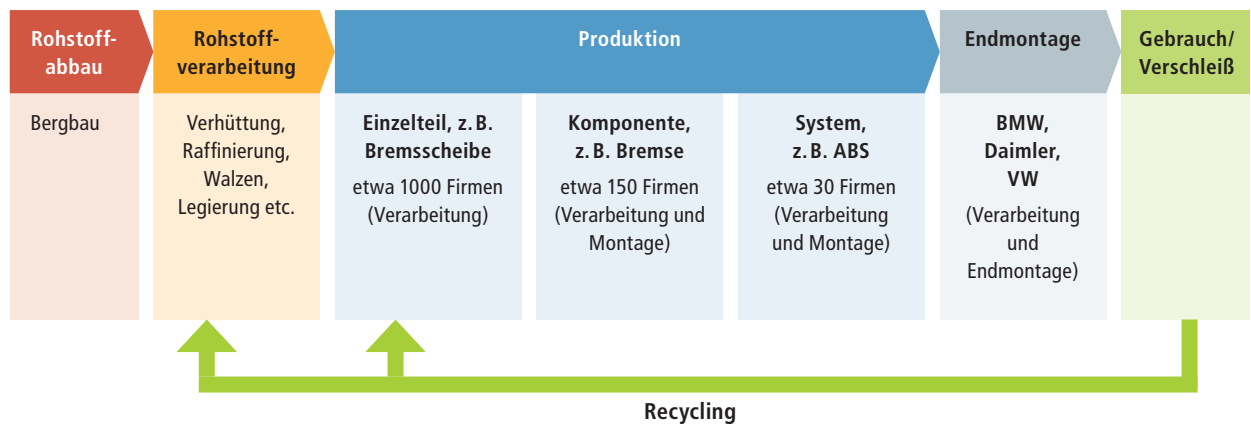 Rohstoff-
abbau
Rohstoff-
verarbeitung
Produktion
Endmontage
Gebrauch/
Verschleiß
Bergbau
Verhüttung,
Raffinierung,
Walzen,
Legierung etc.
Einzelteil, z. B.
Bremsscheibe
etwa 1000 Firmen
(Verarbeitung)
Komponente,
z. B. Bremse
etwa 150 Firmen
(Verarbeitung und
Montage)
System,
z. B. ABS
etwa 30 Firmen
(Verarbeitung
und Montage)
BMW,
Daimler,
VW
(Verarbeitung
und
Endmontage)
Recycling